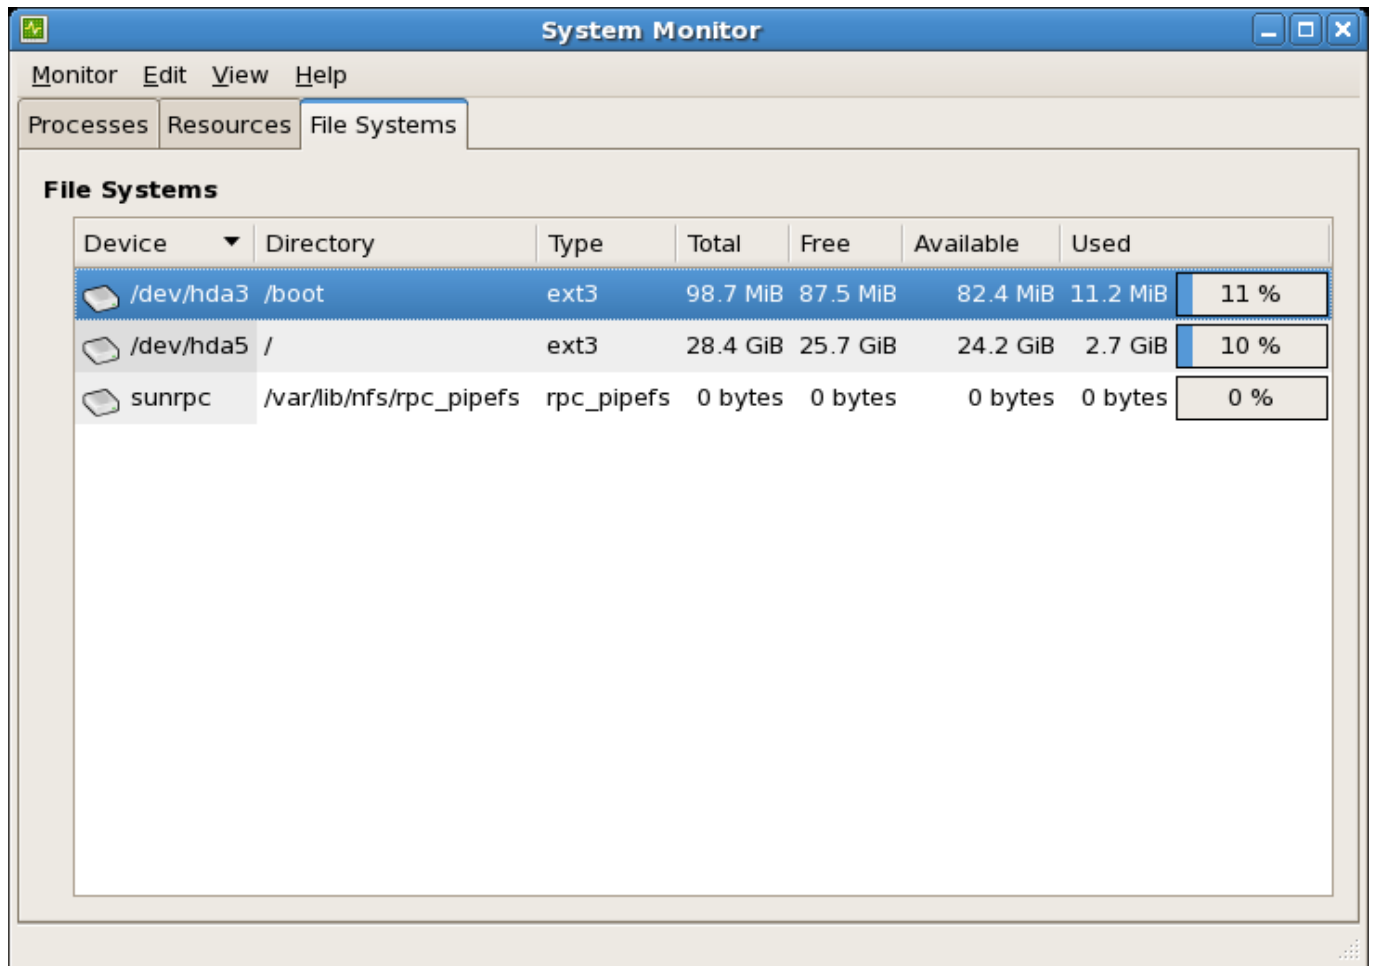 System Monitor
Monitor Edit View Help
Processes Resources File Systems
File Systems
Device Directory Type Total Free Available Used
/dev/hda3 /boot ext3 98.7 MiB 87.5 MiB 82.4 MiB 11.2 MiB 11 %
/dev/hda5 / ext3 28.4 GiB 25.7 GiB 24.2 GiB 2.7 GiB 10 %
sunrpc /var/lib/nfs/rpc_pipefs rpc_pipefs 0 bytes 0 bytes 0 bytes 0 bytes 0 %